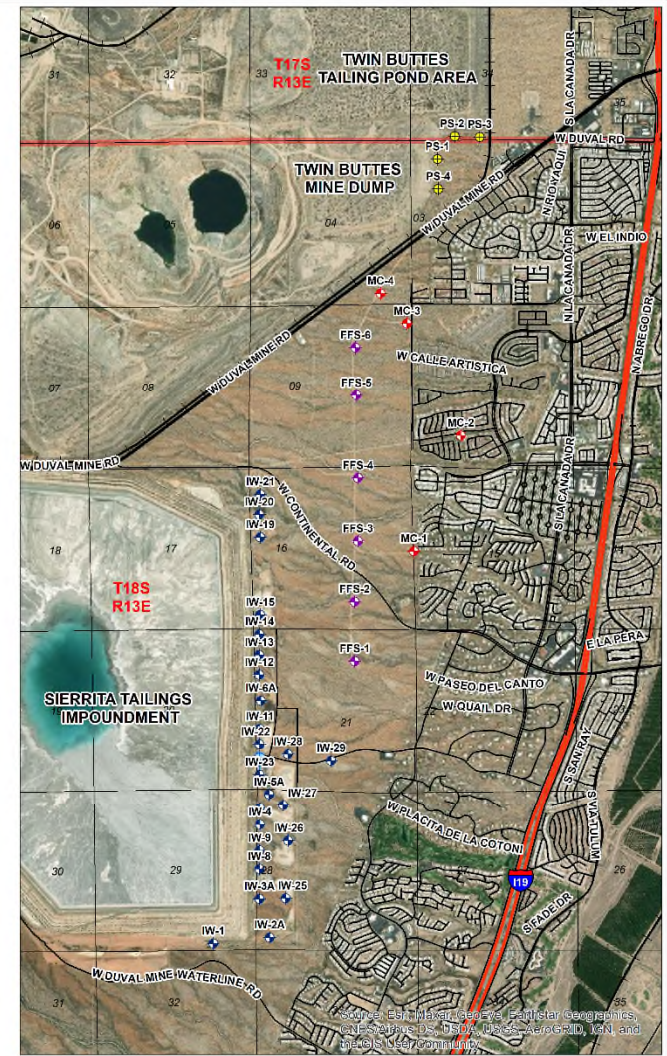 31
32
33
T17S
R13E
TWIN BUTTES
TAILING POND AREA
34
35
S LA CANADA DR
N RIO YAQUI
PS-2
PS-3
W DUVAL RD
PS-1
PS-4
TWIN BUTTES
MINE DUMP
W DUVAL MINE RD
06
05
04
03
02
W EL INDIO
N LA CANADA DR
N ABREGO DR
MC-4
MC-3
FFS-6
W CALLE ARTISTICA
W DUVAL MINE RD
07
08
09
FFS-5
MC-2
W DUVAL MINE RD
FFS-4
S LA CANADA DR
IW-21
IW-20
IW-19
W CONTINENTAL RD
18
17
16
FFS-3
MC-1
T18S
R13E
FFS-2
IW-15
IW-14
IW-13
IW-12
FFS-1
E LA PERA
IW-6A
W PASEO DEL CANTO
SIERRITA TAILINGS
IMPOUNDMENT
IW-11
W QUAIL DR
21
22
23
IW-22
IW-28
IW-29
IW-23
S SAN RAY
IW-5A
IW-27
IW-4
W PLACITA DE LA COTONI
S VIA TULUM
IW-9
IW-26
IW-8
30
29
28
26
I19
IW-3A
IW-25
S FADE DR
IW-1
IW-2A
W DUVAL MINE WATERLINE RD
31
32
33
35
Source: Esri, Maxar, GeoEye, Earthstar Geographics,
CNES/Airbus DS, USDA, USGS, AeroGRID, IGN, and
the GIS User Community